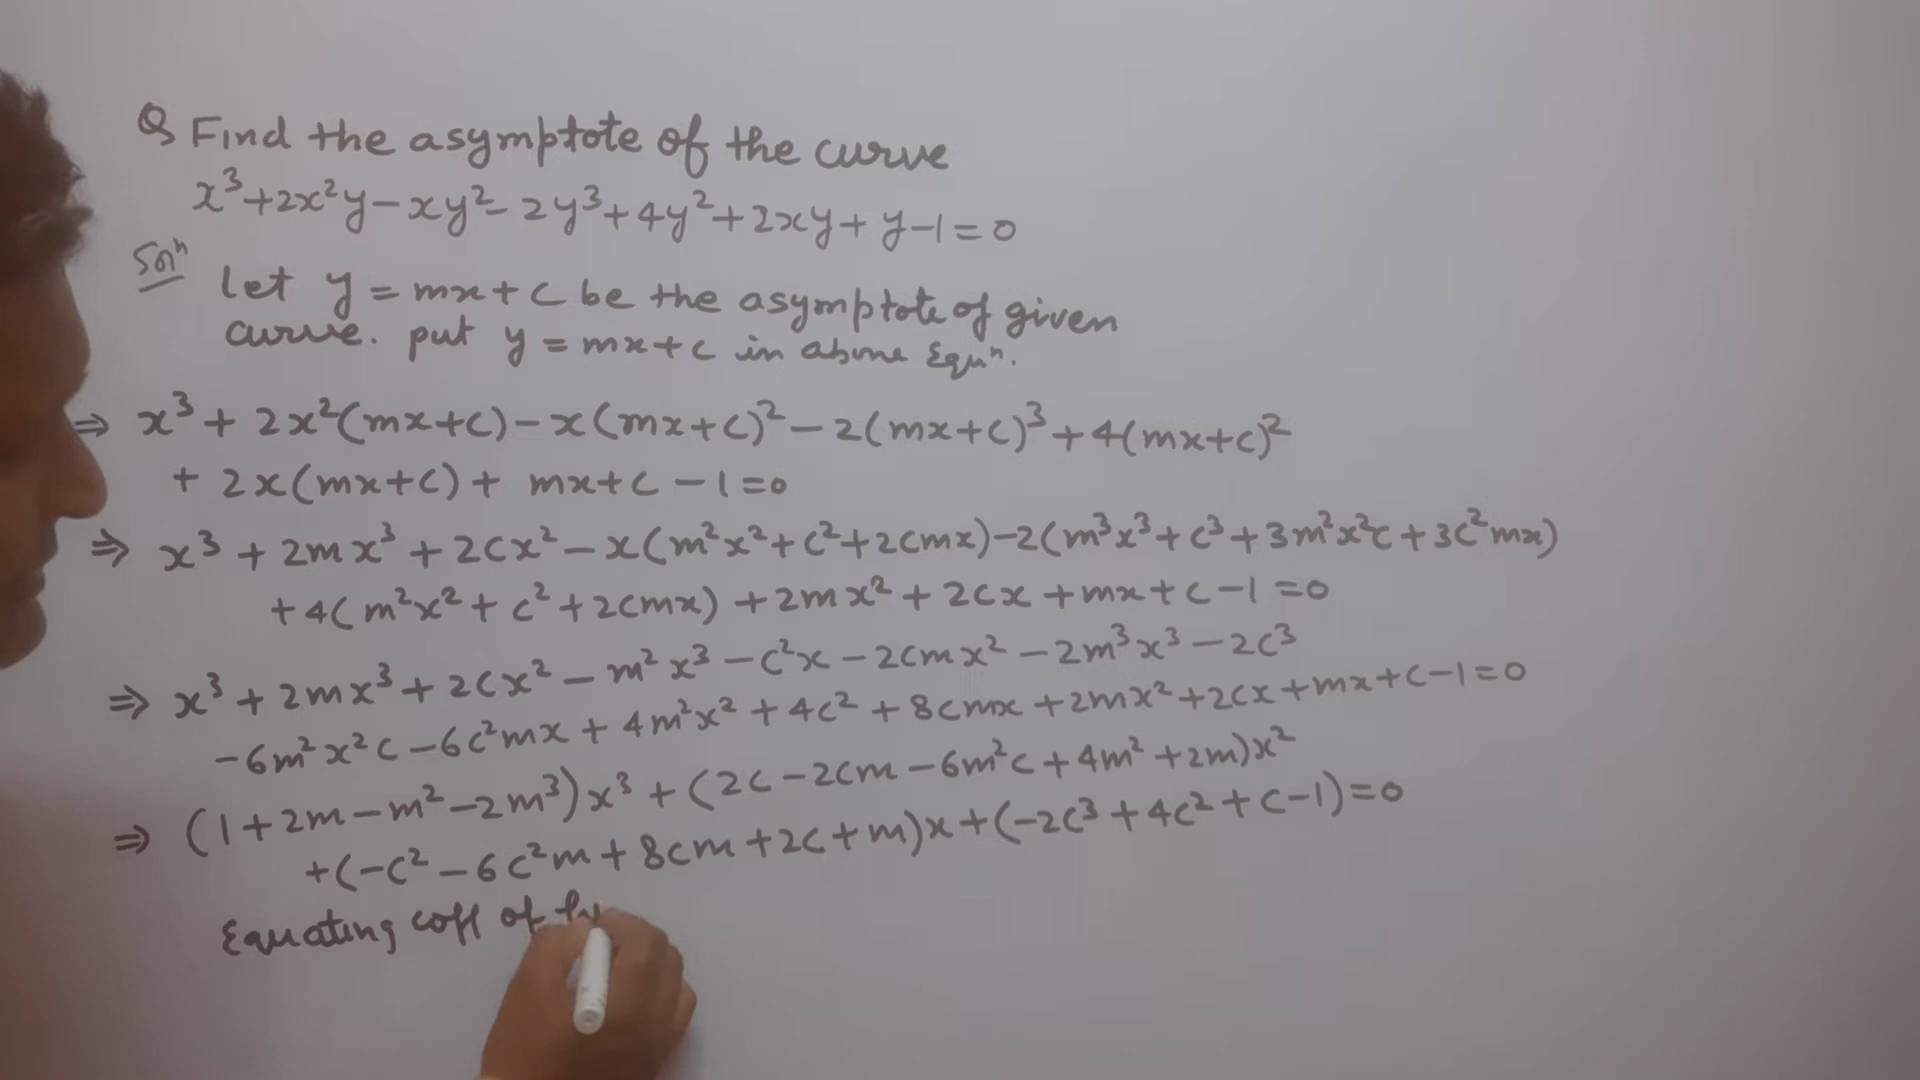 Q Find the asymptote of the curve
x³+2x²y-xy²-2y³+4y²+2xy+y-1=0
Solⁿ
Let y=mx+c be the asymptote of given
curve. put y=mx+c in above Equⁿ.
⇒ x³+2x²(mx+c)-x(mx+c)²-2(mx+c)³+4(mx+c)²
+2x(mx+c)+mx+c-1=0
⇒ x³+2mx³+2cx²-x(m²x²+c²+2cmx)-2(m³x³+c³+3m²x²c+3c²mx)
+4(m²x²+c²+2cmx)+2mx²+2cx+mx+c-1=0
⇒ x³+2mx³+2cx²-m²x³-c²x-2cmx²-2m³x³-2c³
-6m²x²c-6c²mx+4m²x²+4c²+8cmx+2mx²+2cx+mx+c-1=0
⇒ (1+2m-m²-2m³)x³+(2c-2cm-6m²c+4m²+2m)x²
+(-c²-6c²m+8cm+2c+m)x+(-2c³+4c²+c-1)=0
Equating coff of